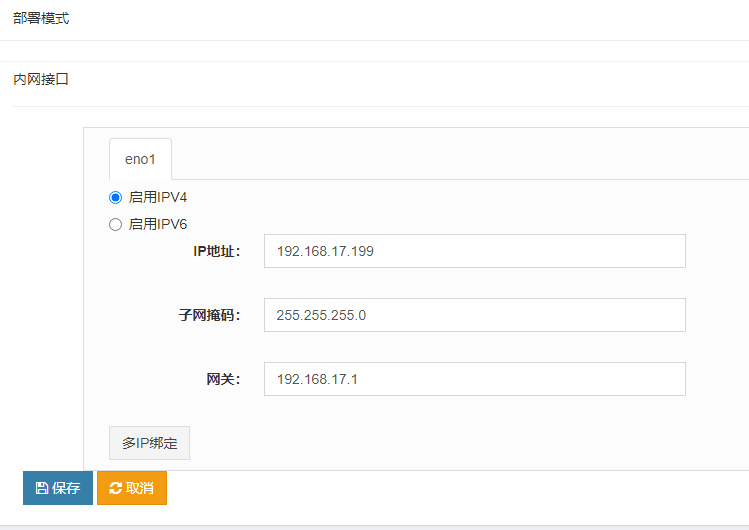 部署模式
内网接口
eno1
启用IPV4
启用IPV6
IP地址： 192.168.17.199
子网掩码： 255.255.255.0
网关： 192.168.17.1
多IP绑定
保存 取消